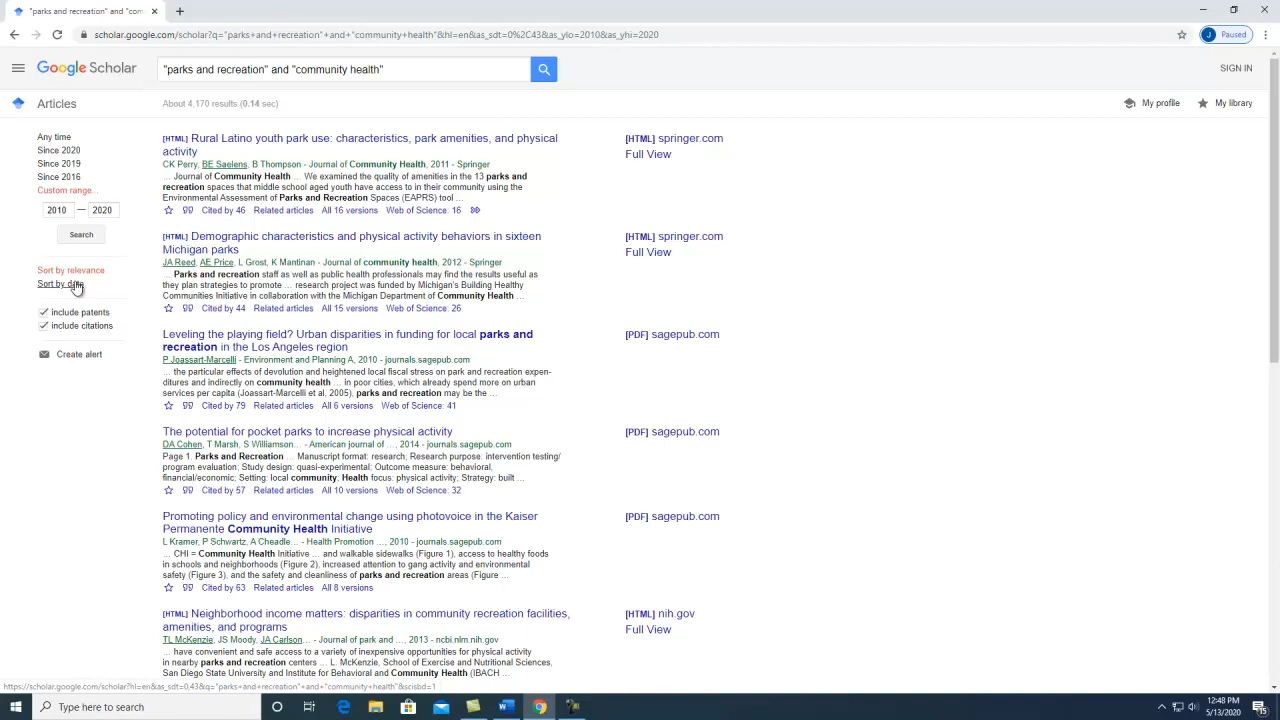 "parks and recreation" and "com
scholar.google.com/scholar?q="parks+and+recreation"+and+"community+health"&hl=en&as_sdt=0%2C43&as_ylo=2010&as_yhi=2020
J Paused
Google Scholar
"parks and recreation" and "community health"
SIGN IN
Articles
About 4,170 results (0.14 sec)
My profile
My library
Any time
Since 2020
Since 2019
Since 2016
Custom range...
2010 — 2020
Search
Sort by relevance
Sort by date
include patents
include citations
Create alert
[HTML] Rural Latino youth park use: characteristics, park amenities, and physical
activity
CK Perry, BE Saelens, B Thompson - Journal of Community Health, 2011 - Springer
... Journal of Community Health ... We examined the quality of amenities in the 13 parks and
recreation spaces that middle school aged youth have access to in their community using the
Environmental Assessment of Parks and Recreation Spaces (EAPRS) tool ...
Cited by 46 Related articles All 16 versions Web of Science: 16
[HTML] springer.com
Full View
[HTML] Demographic characteristics and physical activity behaviors in sixteen
Michigan parks
JA Reed, AE Price, L Grost, K Mantinan - Journal of community health, 2012 - Springer
... Parks and recreation staff as well as public health professionals may find the results useful as
they plan strategies to promote ... research project was funded by Michigan's Building Healthy
Communities Initiative in collaboration with the Michigan Department of Community Health ...
Cited by 44 Related articles All 15 versions Web of Science: 26
[HTML] springer.com
Full View
Leveling the playing field? Urban disparities in funding for local parks and
recreation in the Los Angeles region
P Joassart-Marcelli - Environment and Planning A, 2010 - journals.sagepub.com
... the particular effects of devolution and heightened local fiscal stress on park and recreation expen-
ditures and indirectly on community health ... in poor cities, which already spend more on urban
services per capita (Joassart-Marcelli et al, 2005), parks and recreation may be the ...
Cited by 79 Related articles All 6 versions Web of Science: 41
[PDF] sagepub.com
The potential for pocket parks to increase physical activity
DA Cohen, T Marsh, S Williamson... - American journal of ..., 2014 - journals.sagepub.com
Page 1. Parks and Recreation ... Manuscript format: research; Research purpose: intervention testing/
program evaluation; Study design: quasi-experimental; Outcome measure: behavioral,
financial/economic; Setting: local community; Health focus: physical activity; Strategy: built ...
Cited by 57 Related articles All 10 versions Web of Science: 32
[PDF] sagepub.com
Promoting policy and environmental change using photovoice in the Kaiser
Permanente Community Health Initiative
L Kramer, P Schwartz, A Cheadle... - Health Promotion ..., 2010 - journals.sagepub.com
... CHI = Community Health Initiative ... and walkable sidewalks (Figure 1), access to healthy foods
in schools and neighborhoods (Figure 2), increased attention to gang activity and environmental
safety (Figure 3), and the safety and cleanliness of parks and recreation areas (Figure ...
Cited by 63 Related articles All 8 versions
[PDF] sagepub.com
[HTML] Neighborhood income matters: disparities in community recreation facilities,
amenities, and programs
TL McKenzie, JS Moody, JA Carlson... - Journal of park and ..., 2013 - ncbi.nlm.nih.gov
... have convenient and safe access to a variety of inexpensive opportunities for physical activity
in nearby parks and recreation centers ... L. McKenzie, School of Exercise and Nutritional Sciences,
San Diego State University and Institute for Behavioral and Community Health (IBACH ...
[HTML] nih.gov
Full View
https://scholar.google.com/scholar?hl=en&as_sdt=0,43&q="parks+and+recreation"+and+"community+health"&scisbd=1
Type here to search
12:48 PM
5/13/2020
15